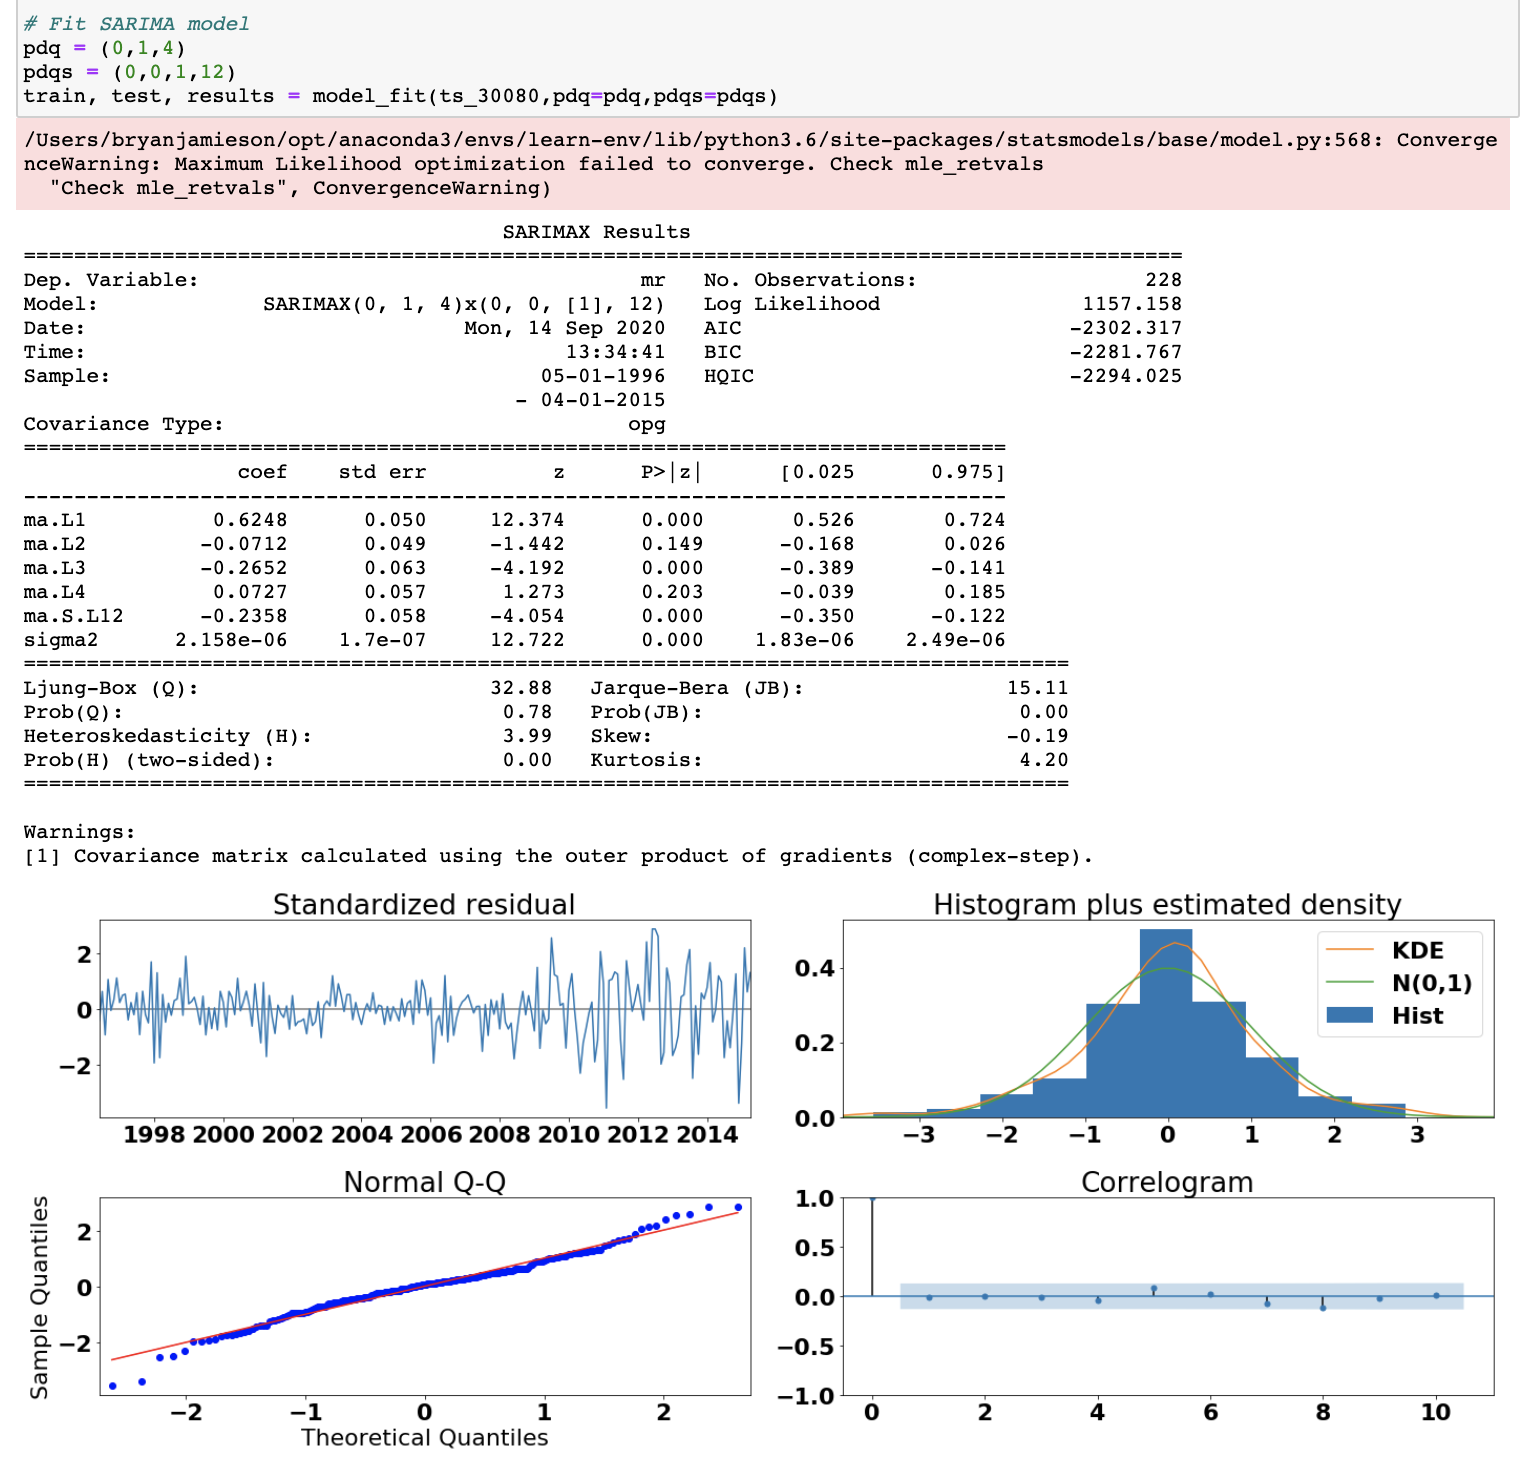 # Fit SARIMA model
pdq = (0,1,4)
pdqs = (0,0,1,12)
train, test, results = model_fit(ts_30080,pdq=pdq,pdqs=pdqs)
/Users/bryanjamieson/opt/anaconda3/envs/learn-env/lib/python3.6/site-packages/statsmodels/base/model.py:568: Converge
nceWarning: Maximum Likelihood optimization failed to converge. Check mle_retvals
"Check mle_retvals", ConvergenceWarning)
SARIMAX Results
Dep. Variable: mr No. Observations: 228
Model: SARIMAX(0, 1, 4)x(0, 0, [1], 12) Log Likelihood 1157.158
Date: Mon, 14 Sep 2020 AIC -2302.317
Time: 13:34:41 BIC -2281.767
Sample: 05-01-1996 HQIC -2294.025
- 04-01-2015
Covariance Type: opg
coef std err z P>|z| [0.025 0.975]
ma.L1 0.6248 0.050 12.374 0.000 0.526 0.724
ma.L2 -0.0712 0.049 -1.442 0.149 -0.168 0.026
ma.L3 -0.2652 0.063 -4.192 0.000 -0.389 -0.141
ma.L4 0.0727 0.057 1.273 0.203 -0.039 0.185
ma.S.L12 -0.2358 0.058 -4.054 0.000 -0.350 -0.122
sigma2 2.158e-06 1.7e-07 12.722 0.000 1.83e-06 2.49e-06
Ljung-Box (Q): 32.88 Jarque-Bera (JB): 15.11
Prob(Q): 0.78 Prob(JB): 0.00
Heteroskedasticity (H): 3.99 Skew: -0.19
Prob(H) (two-sided): 0.00 Kurtosis: 4.20
Warnings:
[1] Covariance matrix calculated using the outer product of gradients (complex-step).
Standardized residual
2
0
−2
1998 2000 2002 2004 2006 2008 2010 2012 2014
Histogram plus estimated density
KDE
N(0,1)
Hist
0.4
0.2
0.0
−3 −2 −1 0 1 2 3
Normal Q-Q
Sample Quantiles
2
0
−2
−2 −1 0 1 2
Theoretical Quantiles
Correlogram
1.0
0.5
0.0
−0.5
−1.0
0 2 4 6 8 10